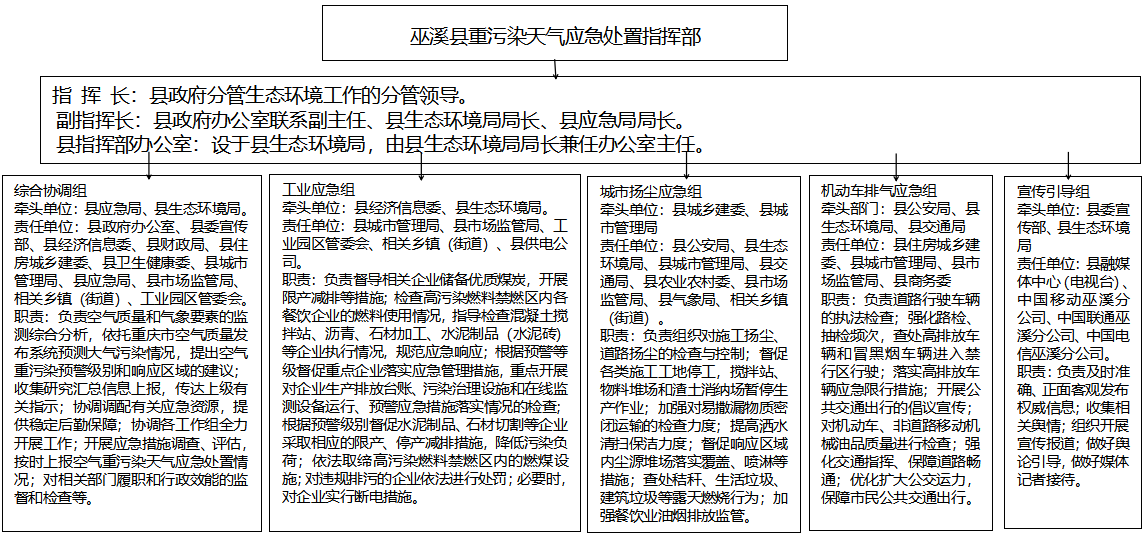 巫溪县重污染天气应急处置指挥部
指 挥 长：县政府分管生态环境工作的分管领导。
副指挥长：县政府办公室联系副主任、县生态环境局局长、县应急局局长。
县指挥部办公室：设于县生态环境局，由县生态环境局局长兼任办公室主任。
综合协调组
牵头单位：县应急局、县生态环境局。
责任单位：县政府办公室、县委宣
传部、县经济信息委、县财政局、县住
房城乡建委、县卫生健康委、县城市
管理局、县应急局、县市场监管局、
相关乡镇（街道）、工业园区管委会。
职责：负责空气质量和气象要素的监
测综合分析，依托重庆市空气质量发
布系统预测大气污染情况，提出空气
重污染预警级别和响应区域的建议；
收集研究汇总信息上报，传达上级有
关指示；协调调配有关应急资源，提
供稳定后勤保障；协调各工作组全力
开展工作；开展应急措施调查、评估，
按时上报空气重污染天气应急处置情
况；对相关部门履职和行政效能的监
督和检查等。
工业应急组
牵头单位：县经济信息委、县生态环境局。
责任单位：县城市管理局、县市场监管局、工
业园区管委会、相关乡镇（街道）、县供电公
司。
职责：负责督导相关企业储备优质煤炭，开展
限产减排等措施；检查高污染燃料禁燃区内各
餐饮企业的燃料使用情况，指导检查混凝土搅
拌站、沥青、石材加工、水泥制品（水泥砖）
等企业执行情况，规范应急响应；根据预警等
级督促重点企业落实应急管理措施，重点开展
对企业生产排放台账、污染治理设施和在线监
测设备运行、预警应急措施落实情况的检查；
根据预警级别督促水泥制品、石材切割等企业
采取相应的限产、停产减排措施，降低污染负
荷；依法取缔高污染燃料禁燃区内的燃煤设
施；对违规排污的企业依法进行处罚；必要时，
对企业实行断电措施。
城市扬尘应急组
牵头单位：县城乡建委、县城
市管理局
责任单位：县公安局、县生态
环境局、县城市管理局、县交
通局、县农业农村委、县市场
监管局、县气象局、相关乡镇
（街道）。
职责：负责组织对施工扬尘、
道路扬尘的检查与控制；督促
各类施工工地停工，搅拌站、
物料堆场和渣土消纳场暂停生
产作业；加强对易撒漏物质密
闭运输的检查力度；提高洒水
清扫保洁力度；督促响应区域
内尘源堆场落实覆盖、喷淋等
措施；查处秸秆、生活垃圾、
建筑垃圾等露天燃烧行为；加
强餐饮业油烟排放监管。
机动车排气应急组
牵头部门：县公安局、县
生态环境局、县交通局
责任单位：县住房城乡建
委、县城市管理局、县市
场监管局、县商务委
职责：负责道路行驶车辆
的执法检查；强化路检、
抽检频次，查处高排放车
辆和冒黑烟车辆进入禁
行区行驶；落实高排放车
辆应急限行措施；开展公
共交通出行的倡议宣传；
对机动车、非道路移动机
械油品质量进行检查；强
化交通指挥、保障道路畅
通；优化扩大公交运力，
保障市民公共交通出行。
宣传引导组
牵头单位：县委宣
传部、县生态环境
局
责任单位：县融媒
体中心（电视台）、
中国移动巫溪分
公司、中国联通巫
溪分公司、中国电
信巫溪分公司。
职责：负责及时准
确、正面客观发布
权威信息；收集相
关舆情；组织开展
宣传报道；做好舆
论引导，做好媒体
记者接待。